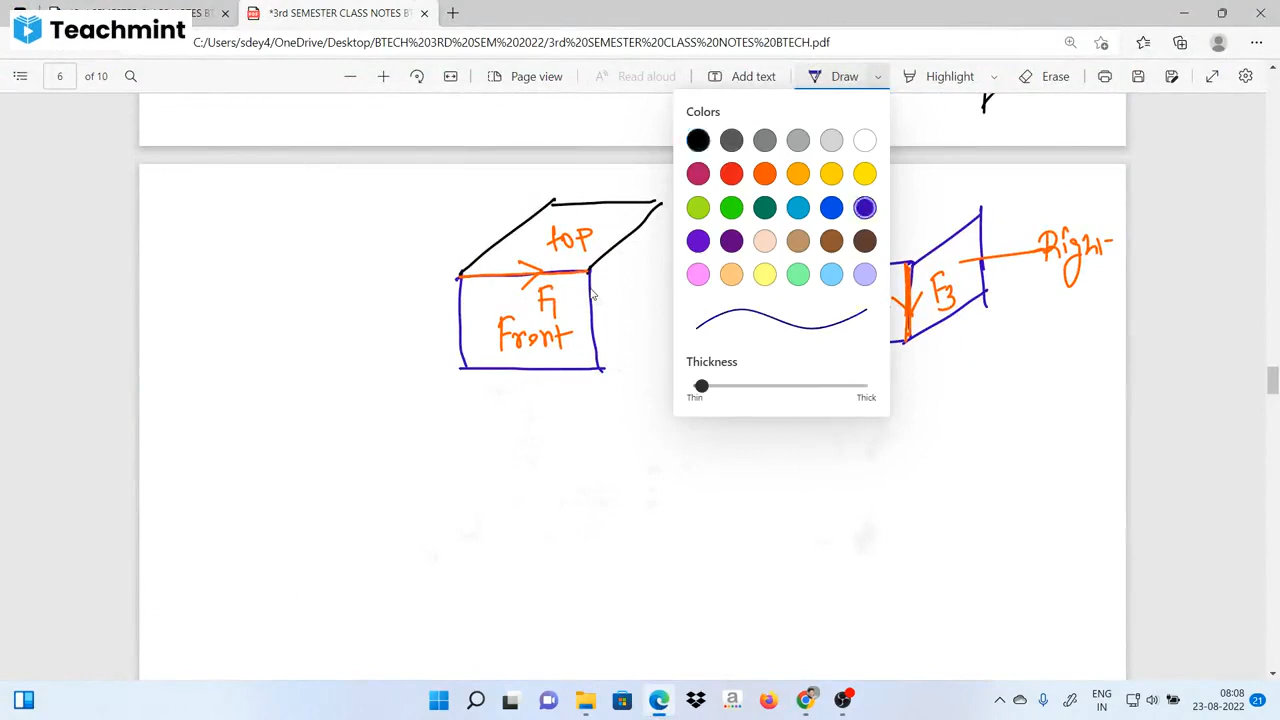 *3rd SEMESTER CLASS NOTES BT
Teachmint
C:/Users/sdey4/OneDrive/Desktop/BTECH%203RD%20SEM%202022/3rd%20SEMESTER%20CLASS%20NOTES%20BTECH.pdf
6 of 10 Page view Read aloud Add text Draw Highlight Erase
Colors
top
F1
Front
F3
Right
Thickness
Thin Thick
ENG
IN
08:08
23-08-2022
21